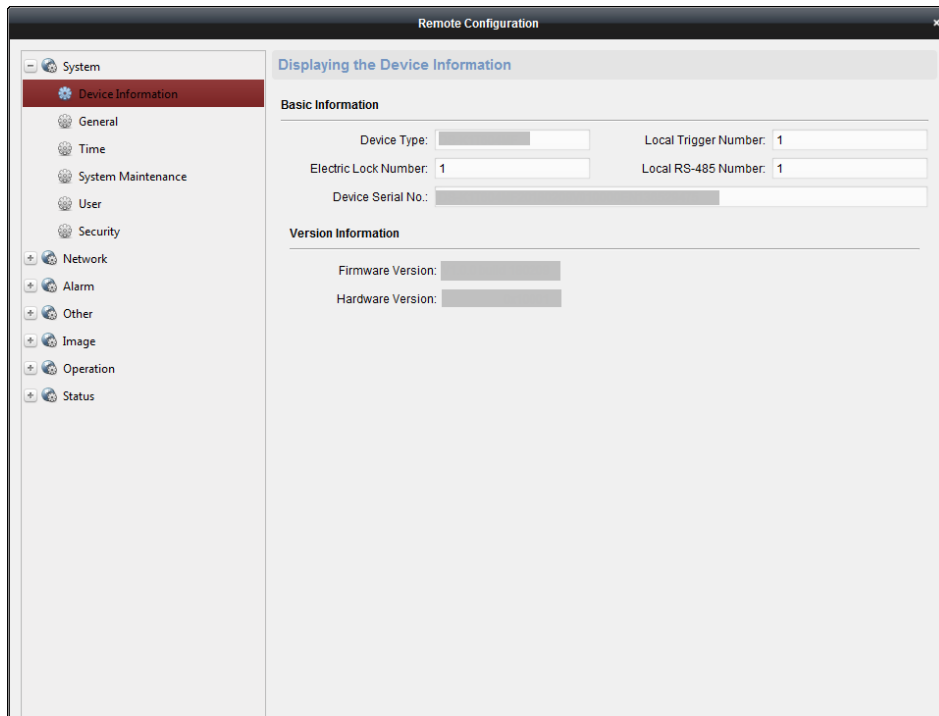 Remote Configuration
System
Device Information
General
Time
System Maintenance
User
Security
Network
Alarm
Other
Image
Operation
Status
Displaying the Device Information
Basic Information
Device Type:
Local Trigger Number: 1
Electric Lock Number: 1
Local RS-485 Number: 1
Device Serial No.:
Version Information
Firmware Version:
Hardware Version: